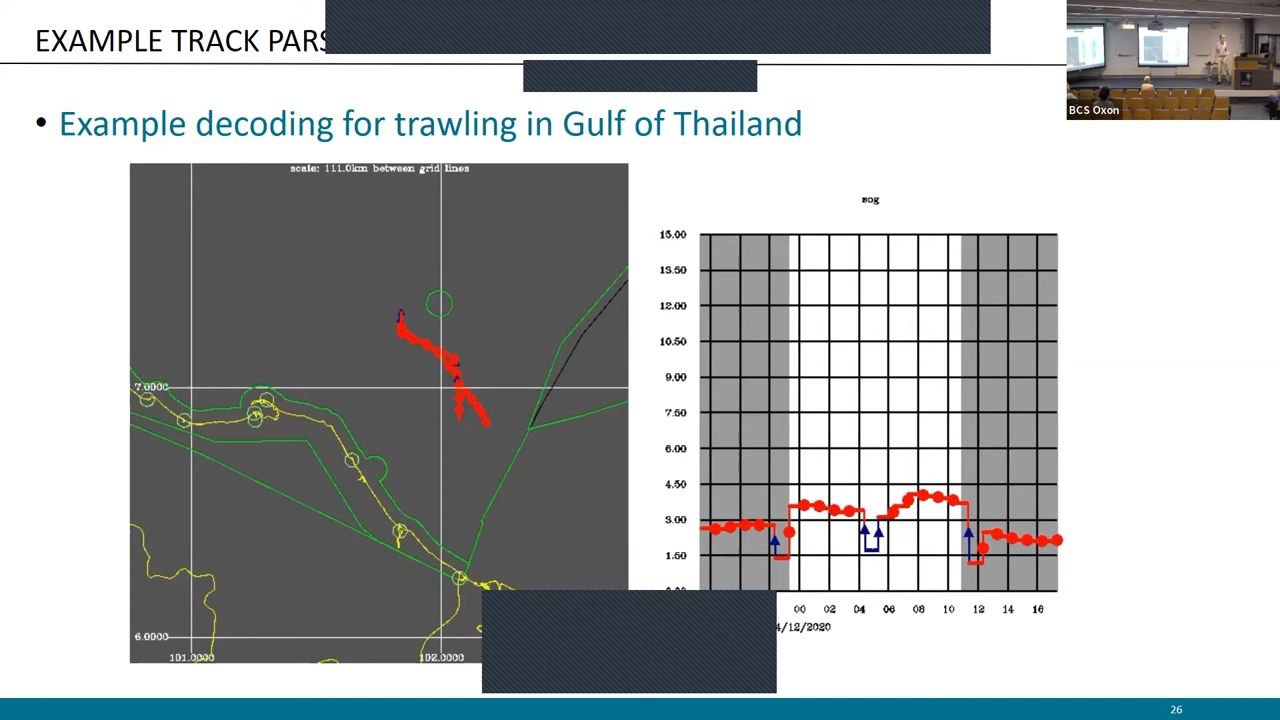 EXAMPLE TRACK PARS
BCS Oxon
• Example decoding for trawling in Gulf of Thailand
scale: 111.0km between grid lines
7.0000
6.0000
101.0000
102.0000
sog
15.00
13.50
12.00
10.50
9.00
7.50
6.00
4.50
3.00
1.50
00 02 04 06 08 10 12 14 16
4/12/2020
26